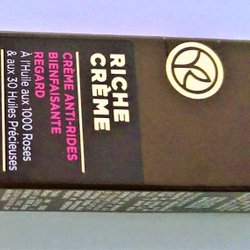 RICHE
CRÈME
CRÈME ANTI-RIDES
BIENFAISANTE
REGARD
À l'Huile aux 1000 Roses
& aux 30 Huiles Précieuses